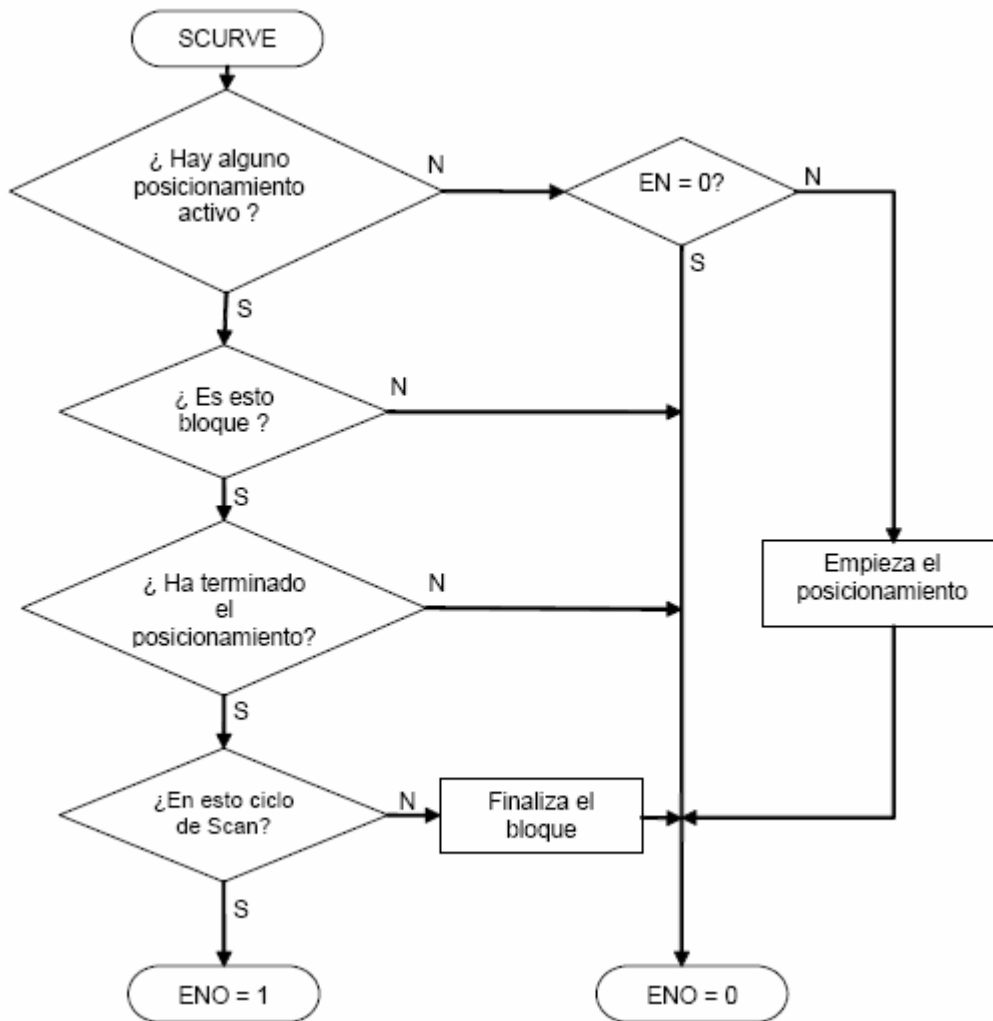 SCURVE
¿ Hay alguno
posicionamiento
activo ?
N
EN = 0?
N
S
S
¿ Es esto
bloque ?
N
S
¿ Ha terminado
el
posicionamiento?
N
Empieza el
posicionamiento
S
¿En esto ciclo
de Scan?
N
Finaliza el
bloque
S
ENO = 1
ENO = 0